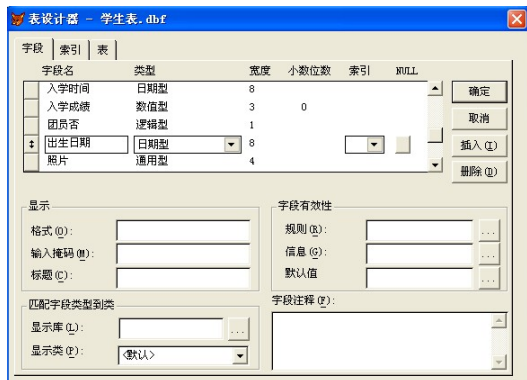 表设计器 - 学生表.dbf
字段 索引 表
字段名 类型 宽度 小数位数 索引 NULL
入学时间 日期型 8
入学成绩 数值型 3 0
团员否 逻辑型 1
出生日期 日期型 8
照片 通用型 4
确定
取消
插入(I)
删除(D)
显示
格式(O):
输入掩码(M):
标题(C):
字段有效性
规则(R):
信息(G):
默认值
匹配字段类型到类
显示库(L):
显示类(P): <默认>
字段注释(F):